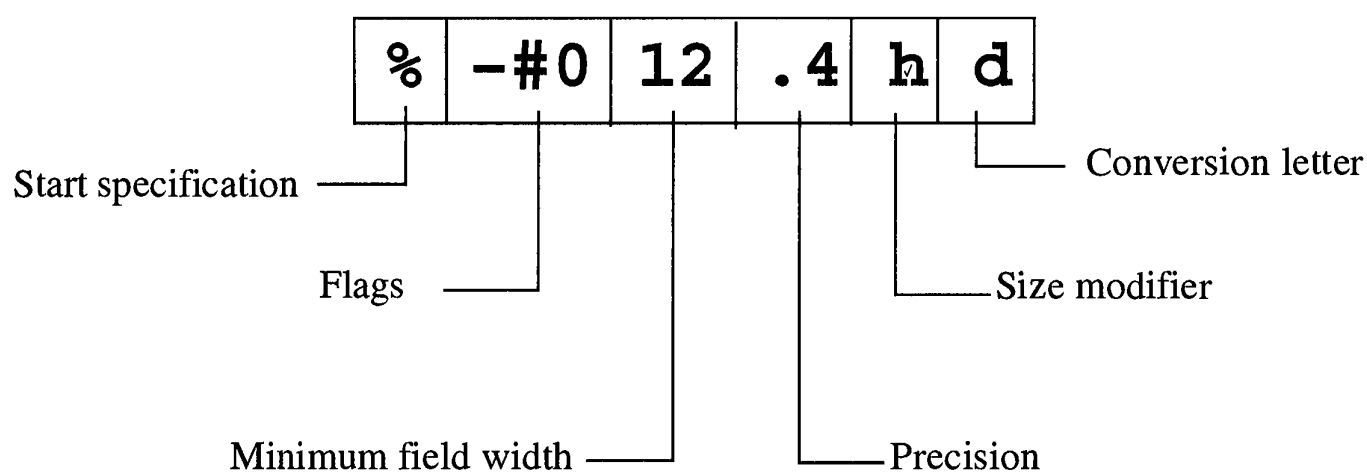 % -#0 12 .4 h d
Start specification
Conversion letter
Flags
Size modifier
Minimum field width
Precision